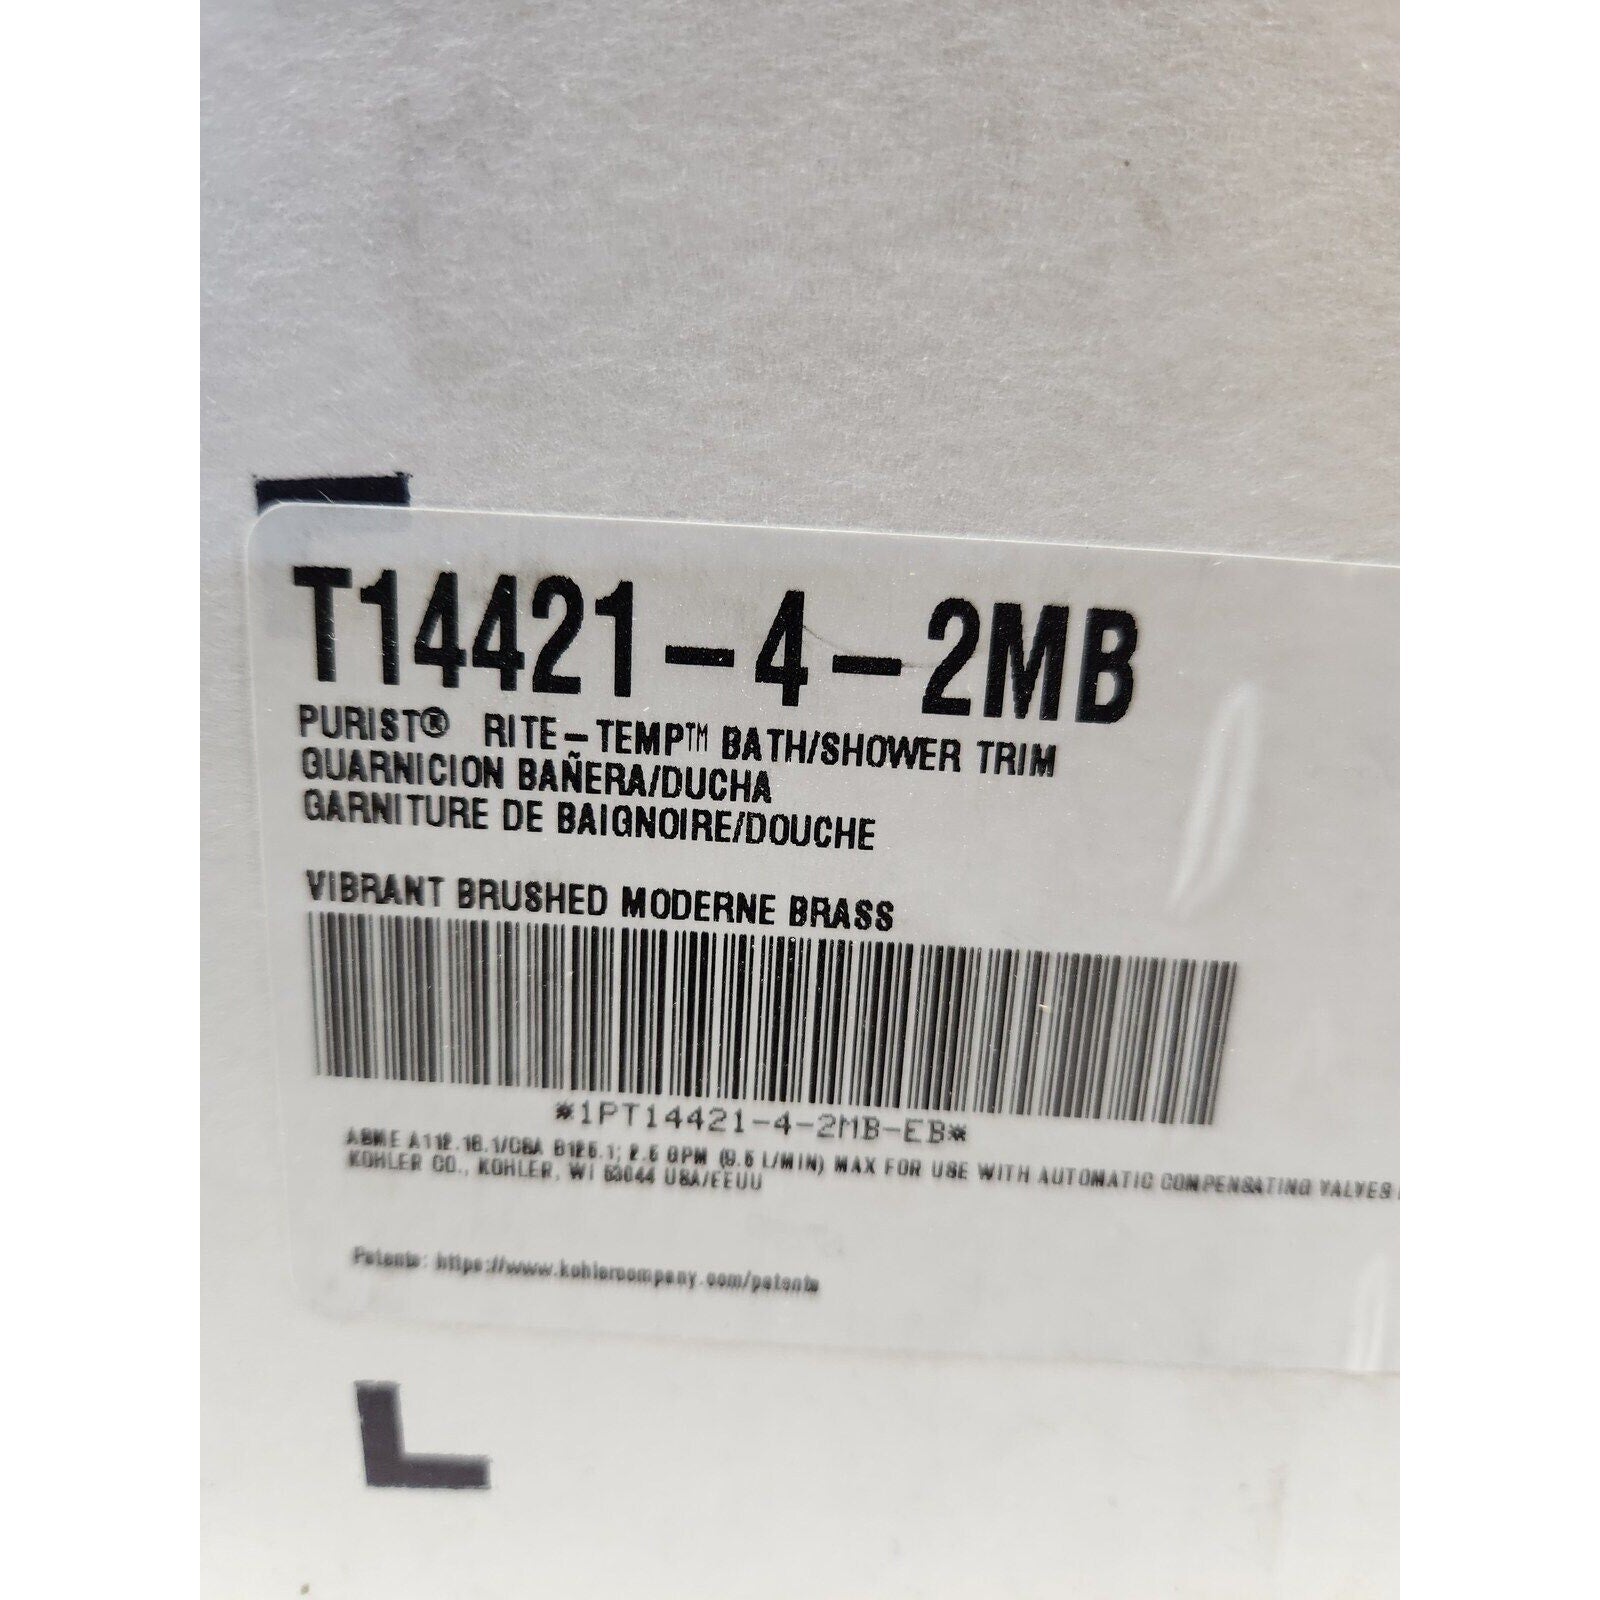 T14421-4-2MB
PURIST® RITE-TEMP™ BATH/SHOWER TRIM
GUARNICION BAÑERA/DUCHA
GARNITURE DE BAIGNOIRE/DOUCHE
VIBRANT BRUSHED MODERNE BRASS
*1PT14421-4-2MB-EB*
ASME A112.18.1/CSA B125.1; 2.5 GPM (9.5 L/MIN) MAX FOR USE WITH AUTOMATIC COMPENSATING VALVES
KOHLER CO., KOHLER, WI 53044 USA/EEUU
Patents: https://www.kohlercompany.com/patents